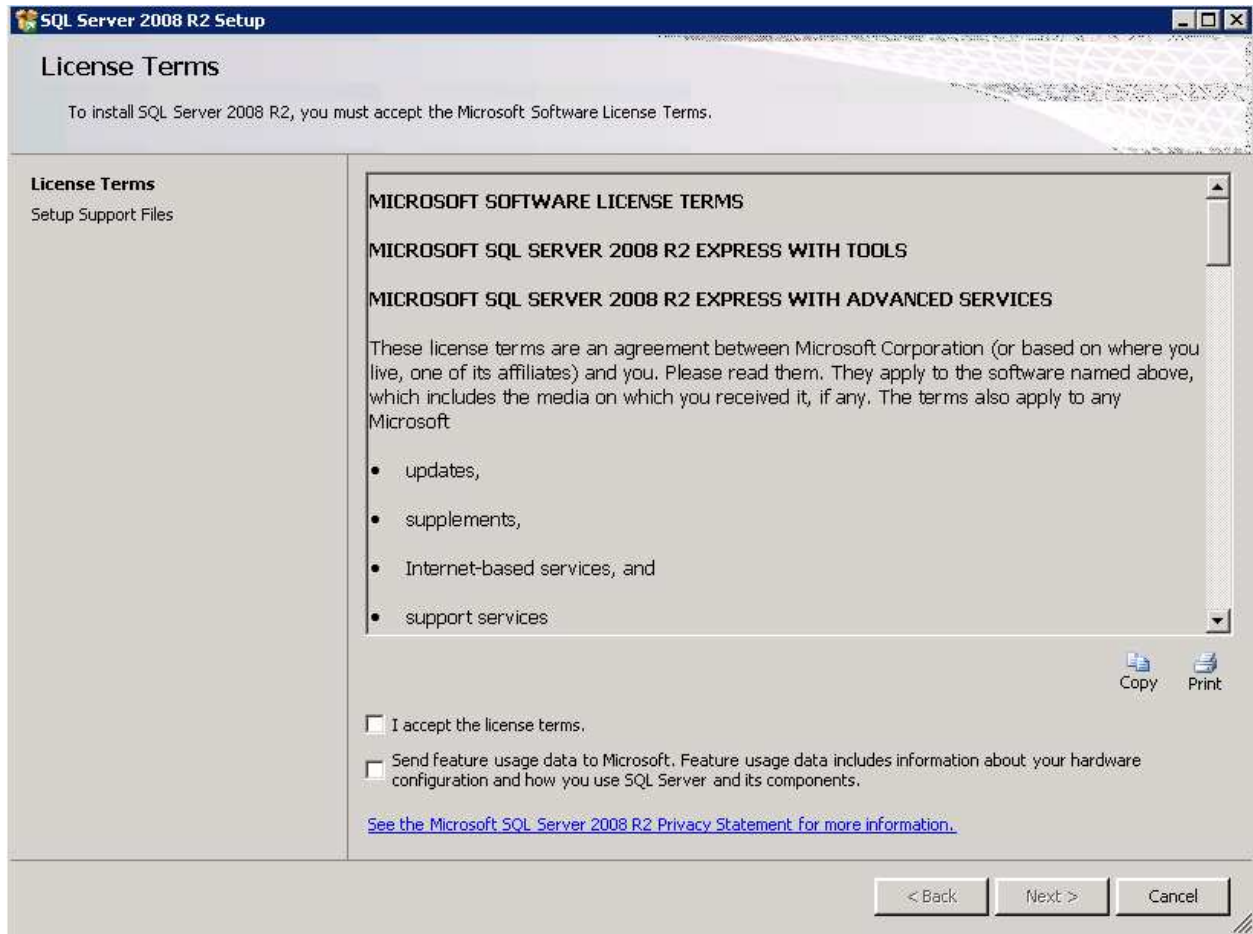 SQL Server 2008 R2 Setup
License Terms
To install SQL Server 2008 R2, you must accept the Microsoft Software License Terms.
License Terms
Setup Support Files
MICROSOFT SOFTWARE LICENSE TERMS
MICROSOFT SQL SERVER 2008 R2 EXPRESS WITH TOOLS
MICROSOFT SQL SERVER 2008 R2 EXPRESS WITH ADVANCED SERVICES
These license terms are an agreement between Microsoft Corporation (or based on where you
live, one of its affiliates) and you. Please read them. They apply to the software named above,
which includes the media on which you received it, if any. The terms also apply to any
Microsoft
• updates,
• supplements,
• Internet-based services, and
• support services
Copy Print
I accept the license terms.
Send feature usage data to Microsoft. Feature usage data includes information about your hardware
configuration and how you use SQL Server and its components.
See the Microsoft SQL Server 2008 R2 Privacy Statement for more information.
< Back Next > Cancel